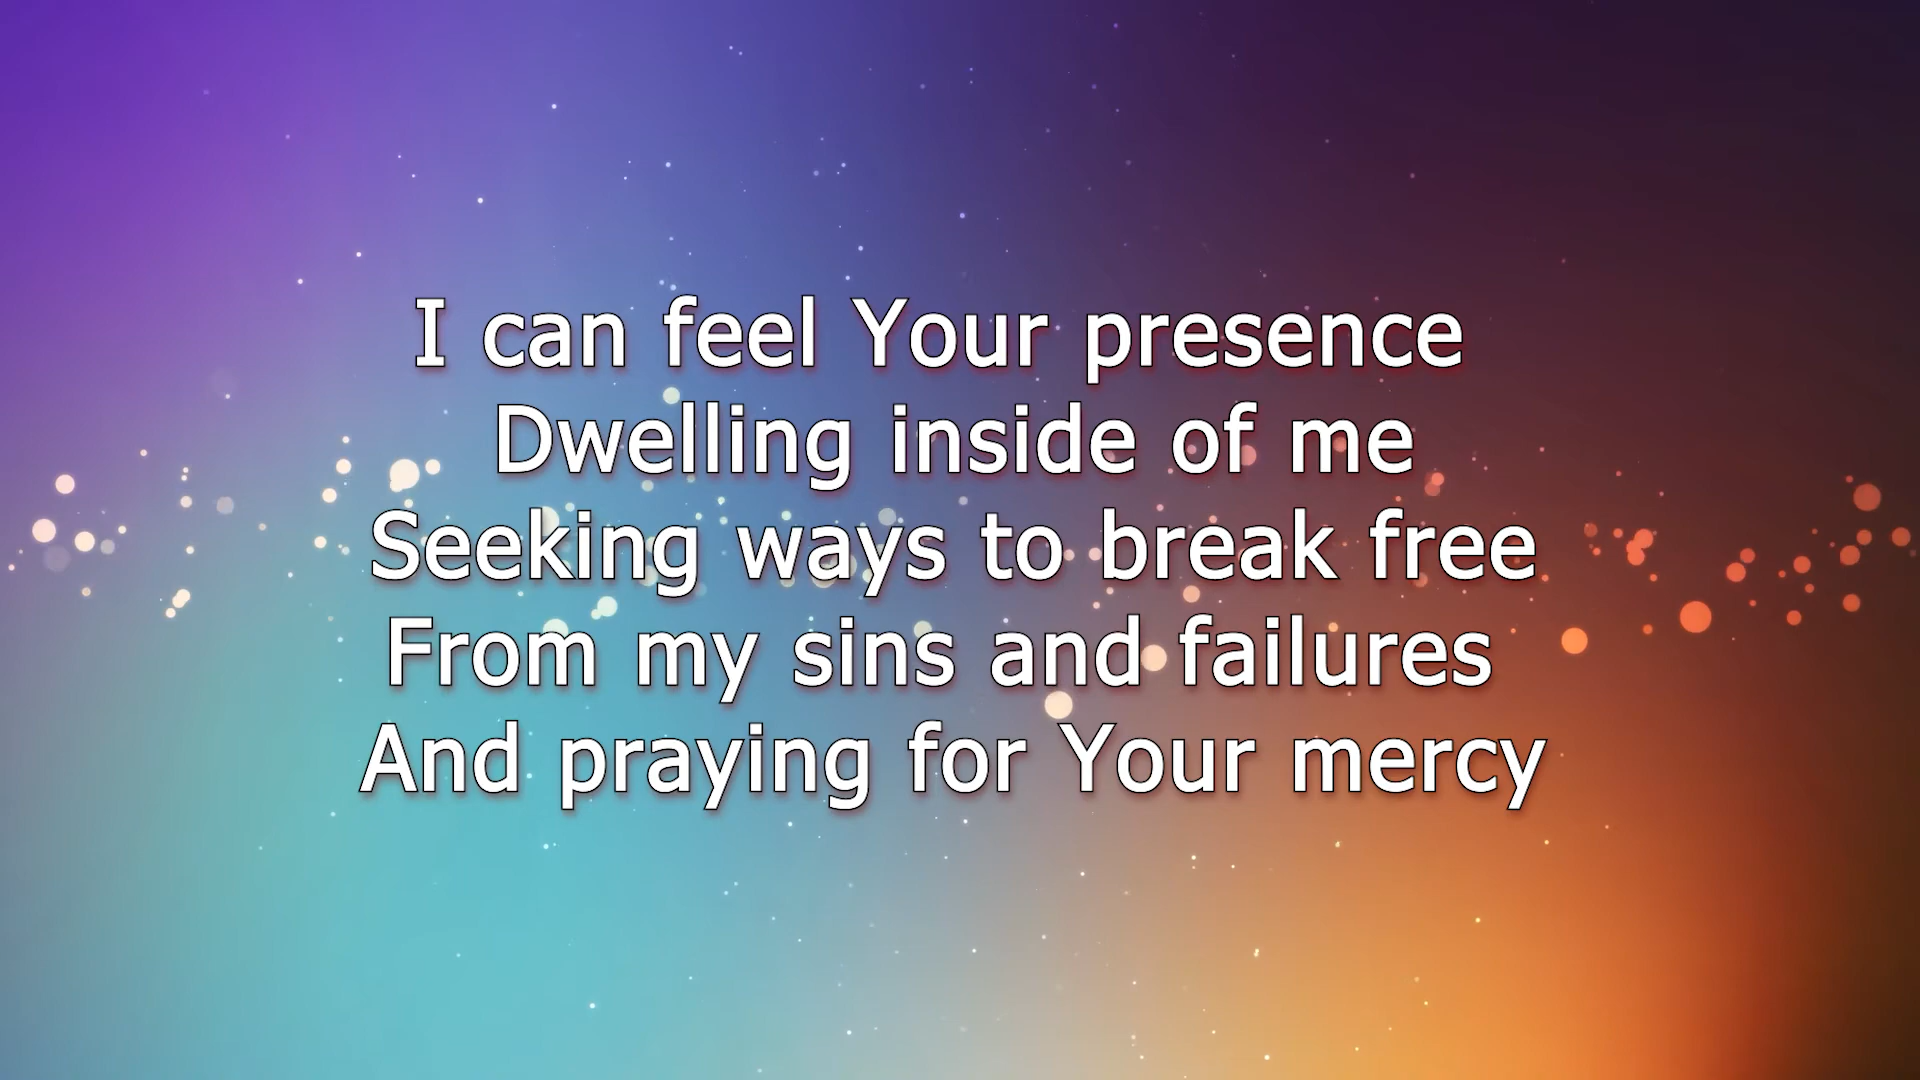 I can feel Your presence
Dwelling inside of me
Seeking ways to break free
From my sins and failures
And praying for Your mercy